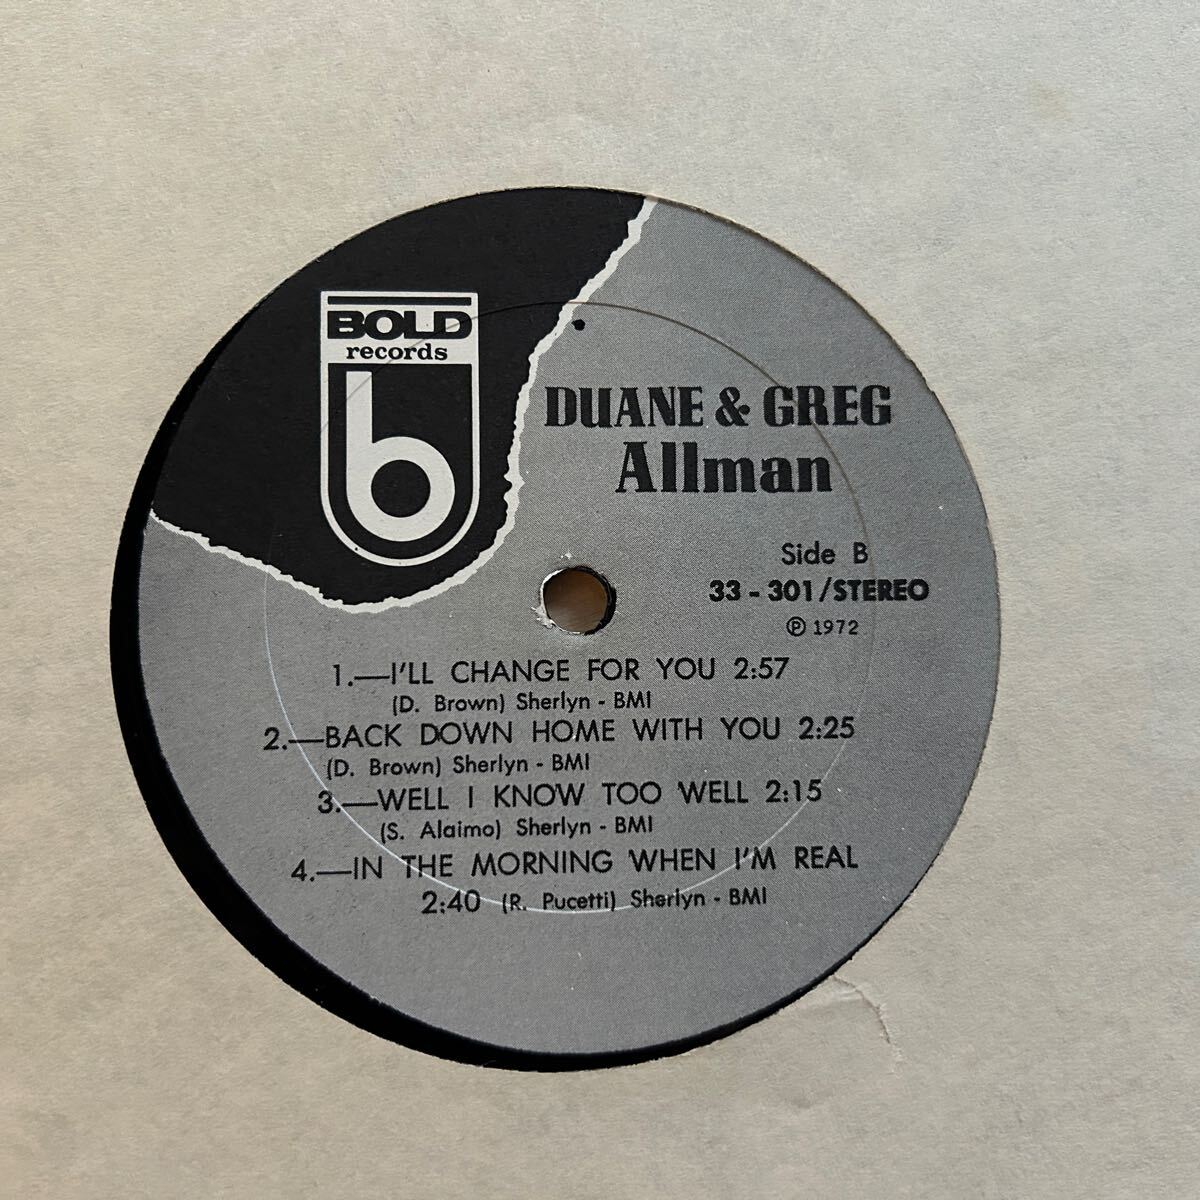 BOLD
records
b
DUANE & GREG
Allman
Side B
33 - 301/STEREO
℗ 1972
1.—I'LL CHANGE FOR YOU 2:57
(D. Brown) Sherlyn - BMI
2.—BACK DOWN HOME WITH YOU 2:25
(D. Brown) Sherlyn - BMI
3.—WELL I KNOW TOO WELL 2:15
(S. Alaimo) Sherlyn - BMI
4.—IN THE MORNING WHEN I'M REAL
2:40 (R. Pucetti) Sherlyn - BMI